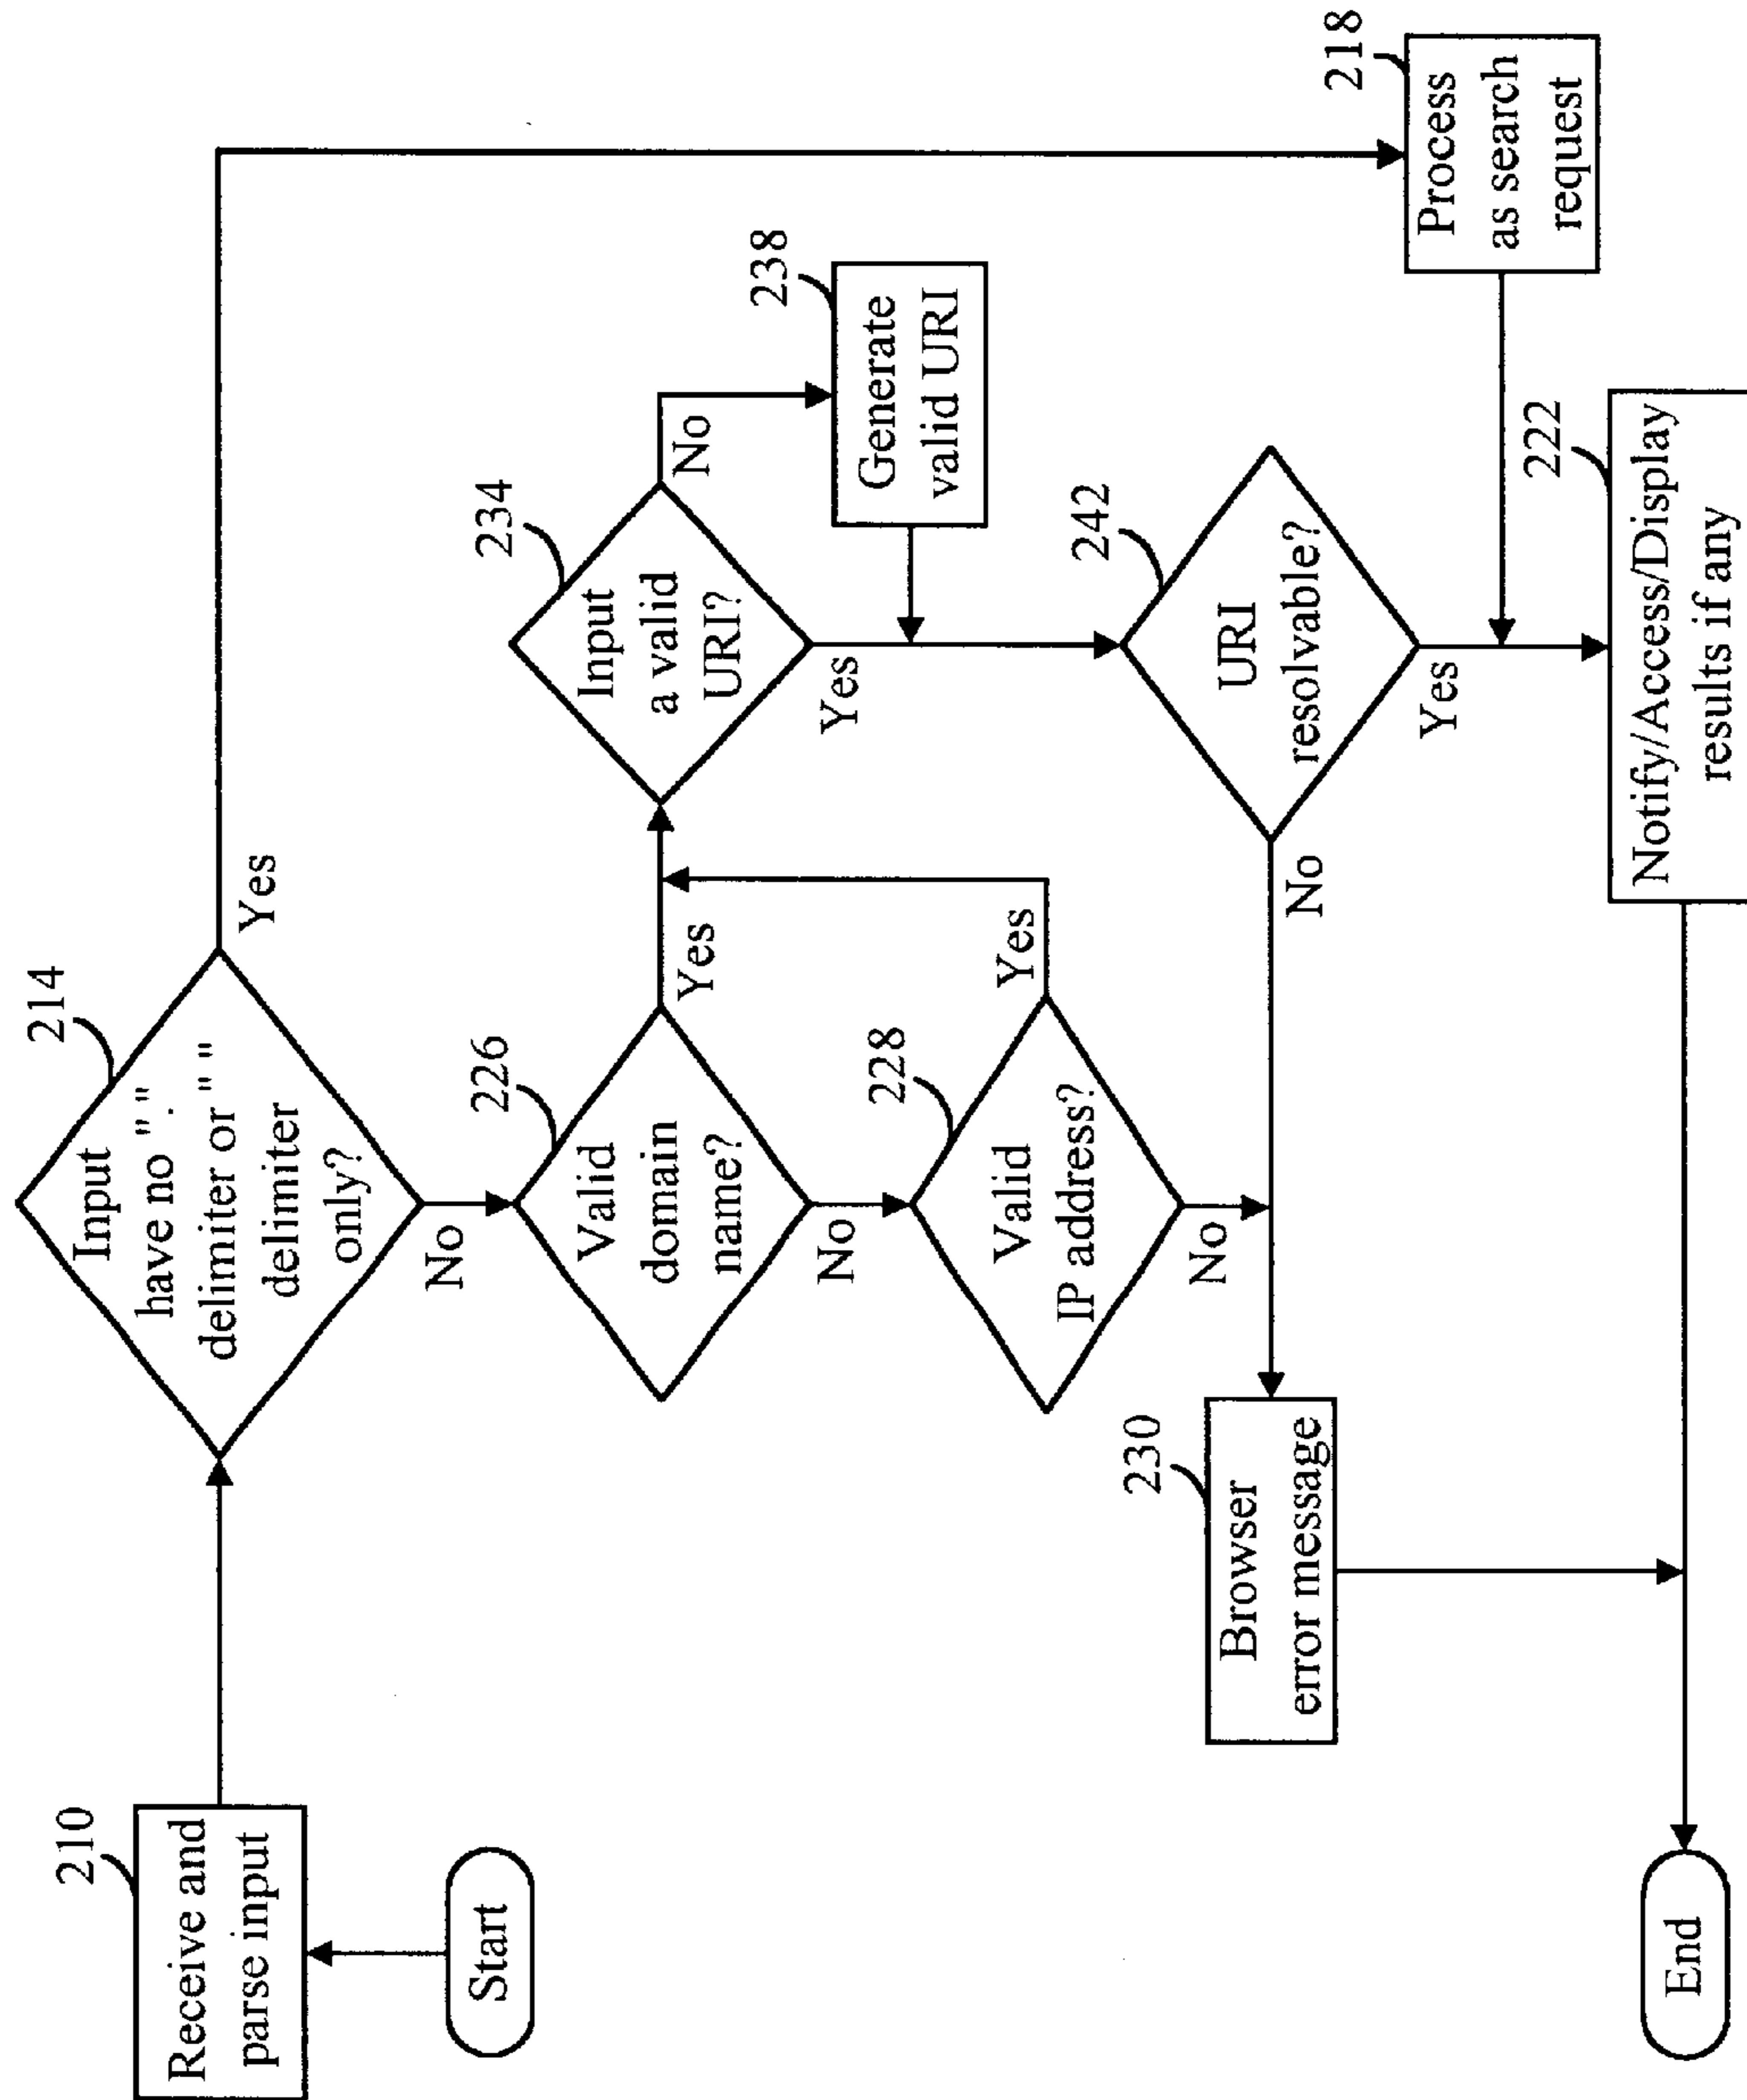 210
Receive and
parse input
Start
214
Input
have no "."
delimiter or " "
delimiter
only?
Yes
No
226
Valid
domain
name?
Yes
No
228
Valid
IP address?
Yes
No
234
Input
a valid
URI?
No
Yes
238
Generate
valid URI
242
URI
resolvable?
No
Yes
230
Browser
error message
218
Process
as search
request
222
Notify/Access/Display
results if any
End